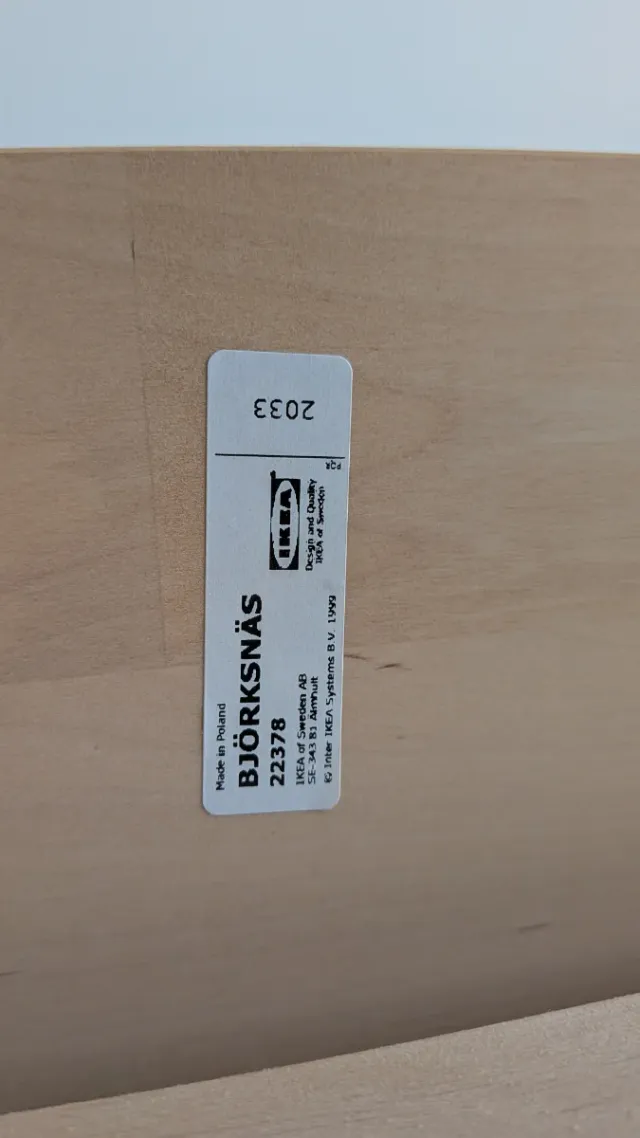 Made in Poland
BJÖRKSNÄS
22378
IKEA of Sweden AB
SE-343 81 Älmhult
© Inter IKEA Systems B.V. 1999
IKEA
Design and Quality
IKEA of Sweden
2033